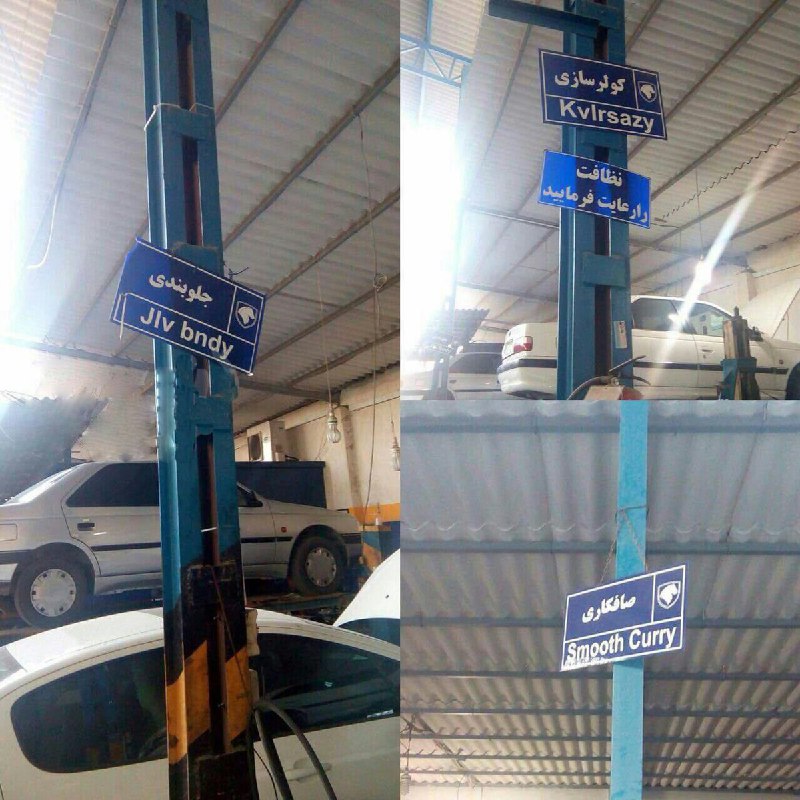 جلوبندی
Jlv bndy
کولرسازی
Kvlrsazy
نظافت
رارعایت فرمایید
صافکاری
Smooth Curry